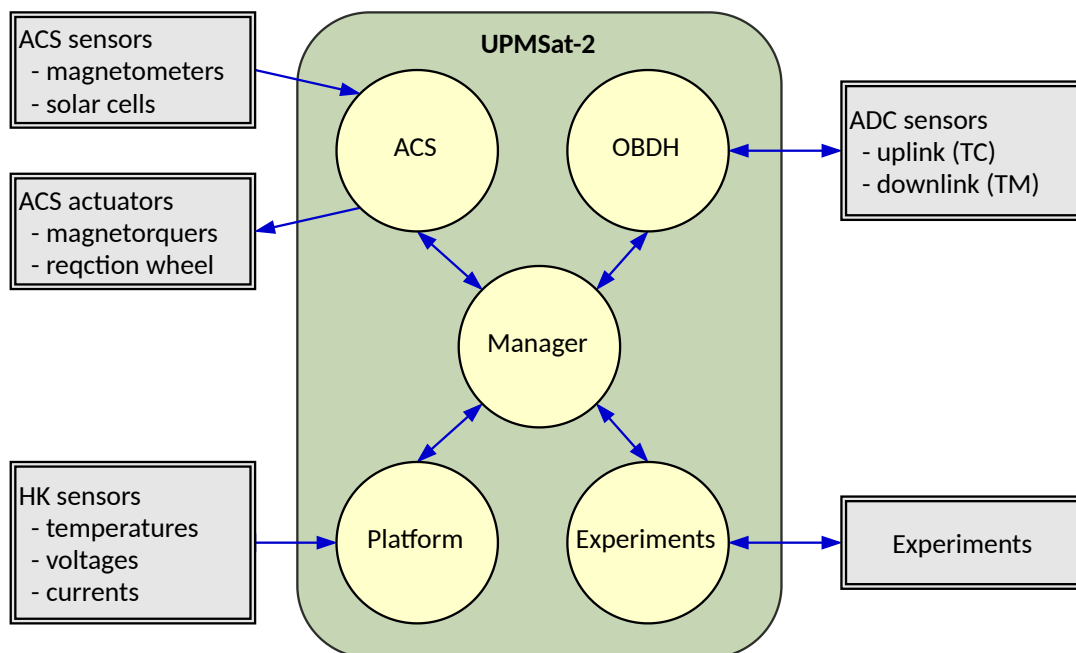 UPMSat-2
ACS sensors
- magnetometers
- solar cells
ACS actuators
- magnetorquers
- reqction wheel
HK sensors
- temperatures
- voltages
- currents
ACS
OBDH
Manager
Platform
Experiments
ADC sensors
- uplink (TC)
- downlink (TM)
Experiments